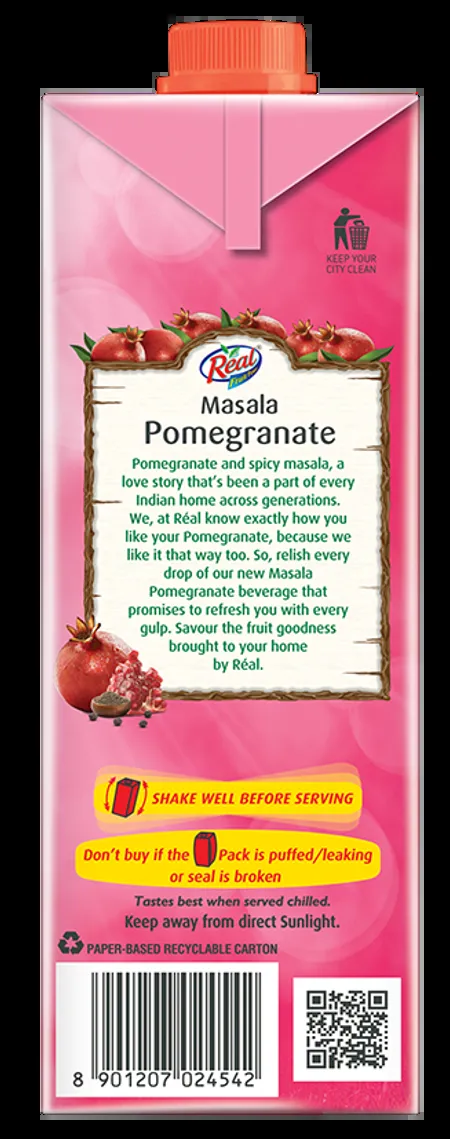 KEEP YOUR
CITY CLEAN
Réal
Masala
Pomegranate
Pomegranate and spicy masala, a
love story that's been a part of every
Indian home across generations.
We, at Réal know exactly how you
like your Pomegranate, because we
like it that way too. So, relish every
drop of our new Masala
Pomegranate beverage that
promises to refresh you with every
gulp. Savour the fruit goodness
brought to your home
by Réal.
SHAKE WELL BEFORE SERVING
Don't buy if the Pack is puffed/leaking
or seal is broken
Tastes best when served chilled.
Keep away from direct Sunlight.
PAPER-BASED RECYCLABLE CARTON
8 901207 024542